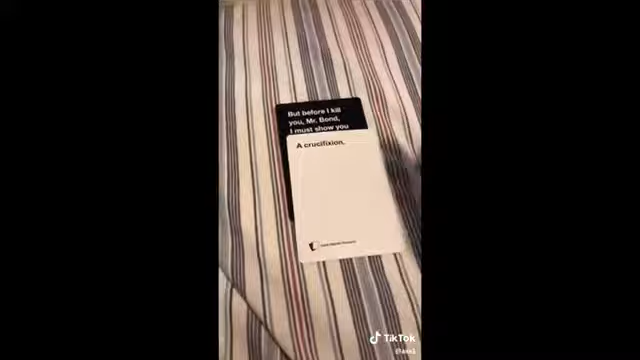 But before I kill
you, Mr. Bond,
I must show you
A crucifixion.
TikTok